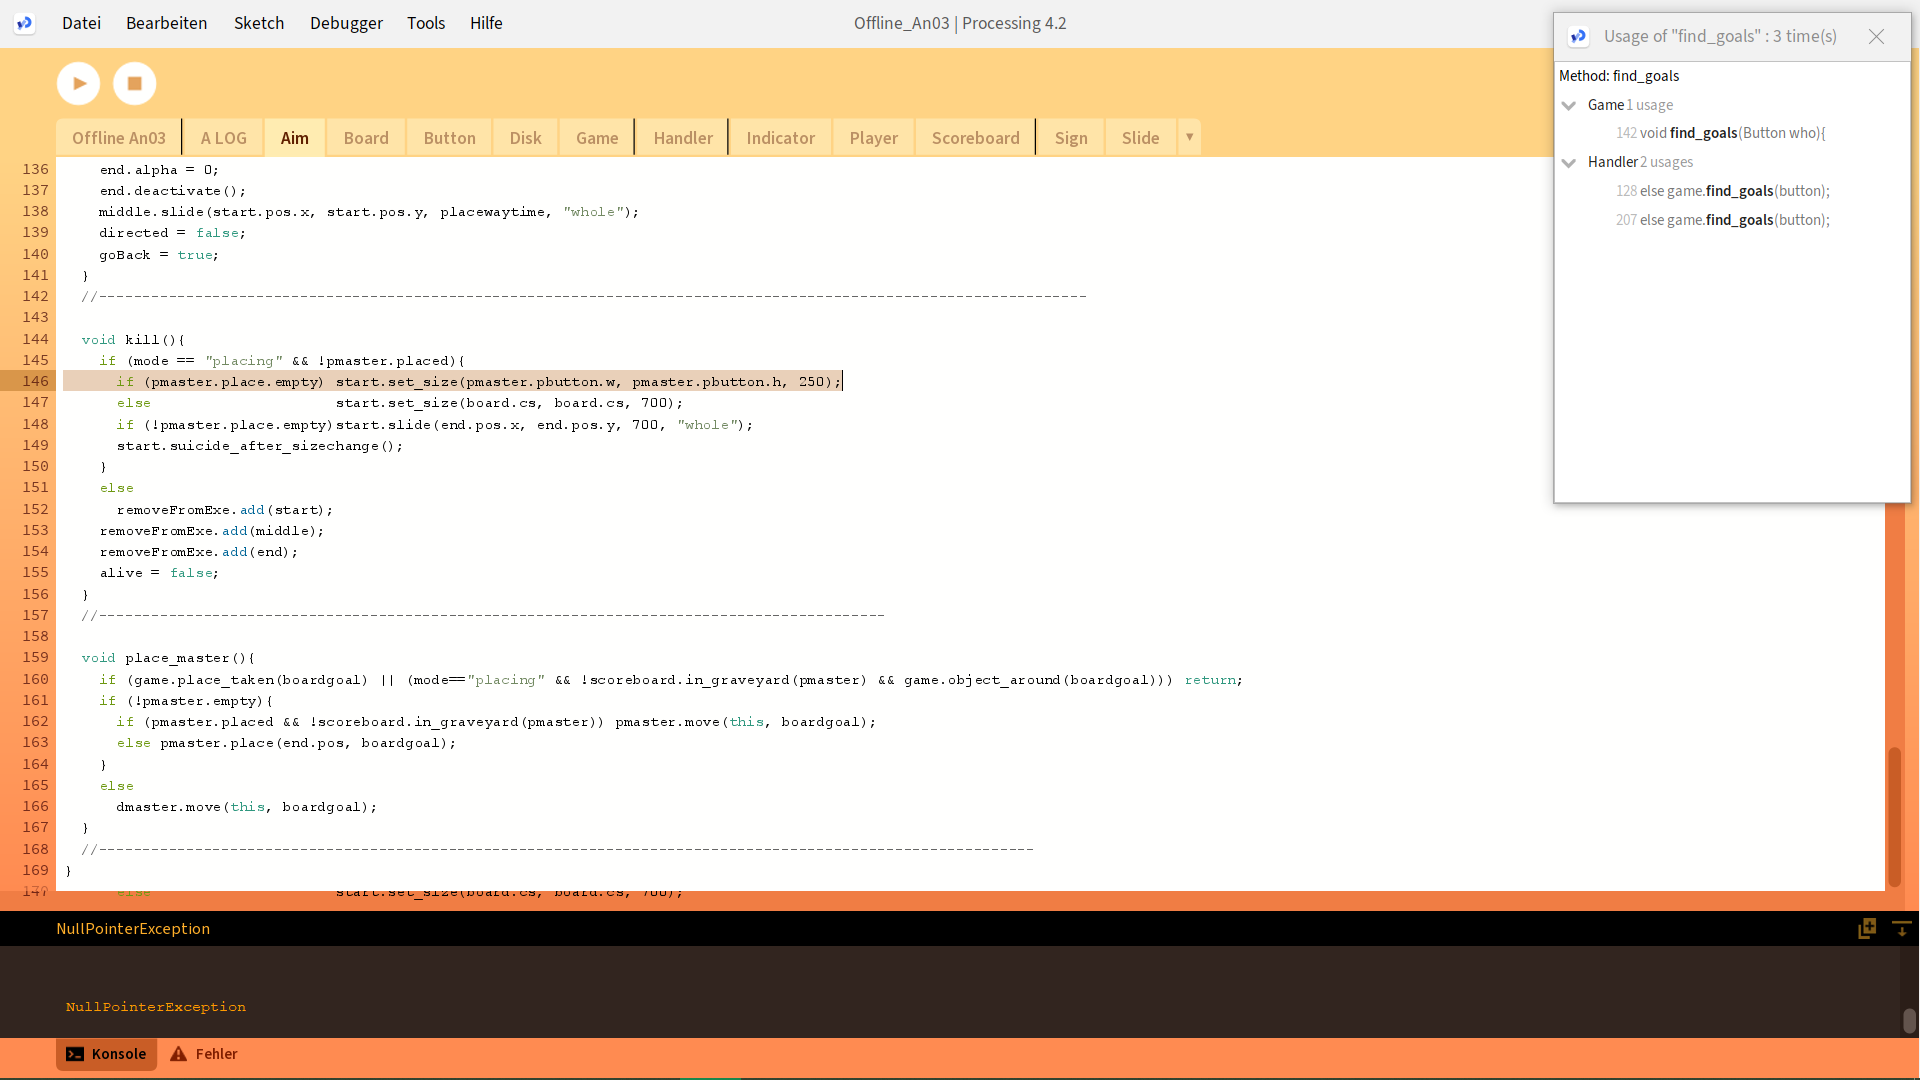 Datei Bearbeiten Sketch Debugger Tools Hilfe
Offline_An03 | Processing 4.2
Usage of "find_goals" : 3 time(s)
Method: find_goals
Game 1 usage
142 void find_goals(Button who){
Handler 2 usages
128 else game.find_goals(button);
207 else game.find_goals(button);
Offline An03 A LOG Aim Board Button Disk Game Handler Indicator Player Scoreboard Sign Slide ▼
136 end.alpha = 0;
137 end.deactivate();
138 middle.slide(start.pos.x, start.pos.y, placewaytime, "whole");
139 directed = false;
140 goBack = true;
141 }
142 //------------------------------------------------------------------------------------------------------------------
143
144 void kill(){
145 if (mode == "placing" && !pmaster.placed){
146 if (pmaster.place.empty) start.set_size(pmaster.pbutton.w, pmaster.pbutton.h, 250);
147 else start.set_size(board.cs, board.cs, 700);
148 if (!pmaster.place.empty)start.slide(end.pos.x, end.pos.y, 700, "whole");
149 start.suicide_after_sizechange();
150 }
151 else
152 removeFromExe.add(start);
153 removeFromExe.add(middle);
154 removeFromExe.add(end);
155 alive = false;
156 }
157 //-------------------------------------------------------------------------------------------
158
159 void place_master(){
160 if (game.place_taken(boardgoal) || (mode=="placing" && !scoreboard.in_graveyard(pmaster) && game.object_around(boardgoal))) return;
161 if (!pmaster.empty){
162 if (pmaster.placed && !scoreboard.in_graveyard(pmaster)) pmaster.move(this, boardgoal);
163 else pmaster.place(end.pos, boardgoal);
164 }
165 else
166 dmaster.move(this, boardgoal);
167 }
168 //------------------------------------------------------------------------------------------------------------
169 }
147 else start.set_size(board.cs, board.cs, 700);
NullPointerException
NullPointerException
Konsole Fehler